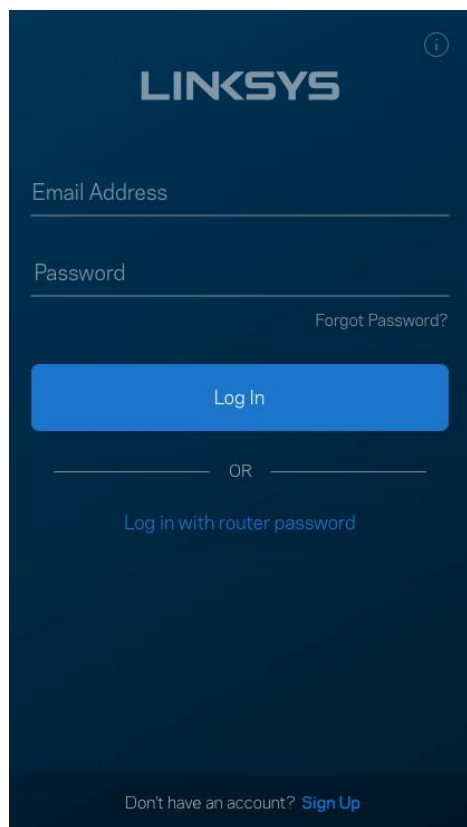 LINKSYS
Email Address
Password
Forgot Password?
Log In
OR
Log in with router password
Don't have an account? Sign Up